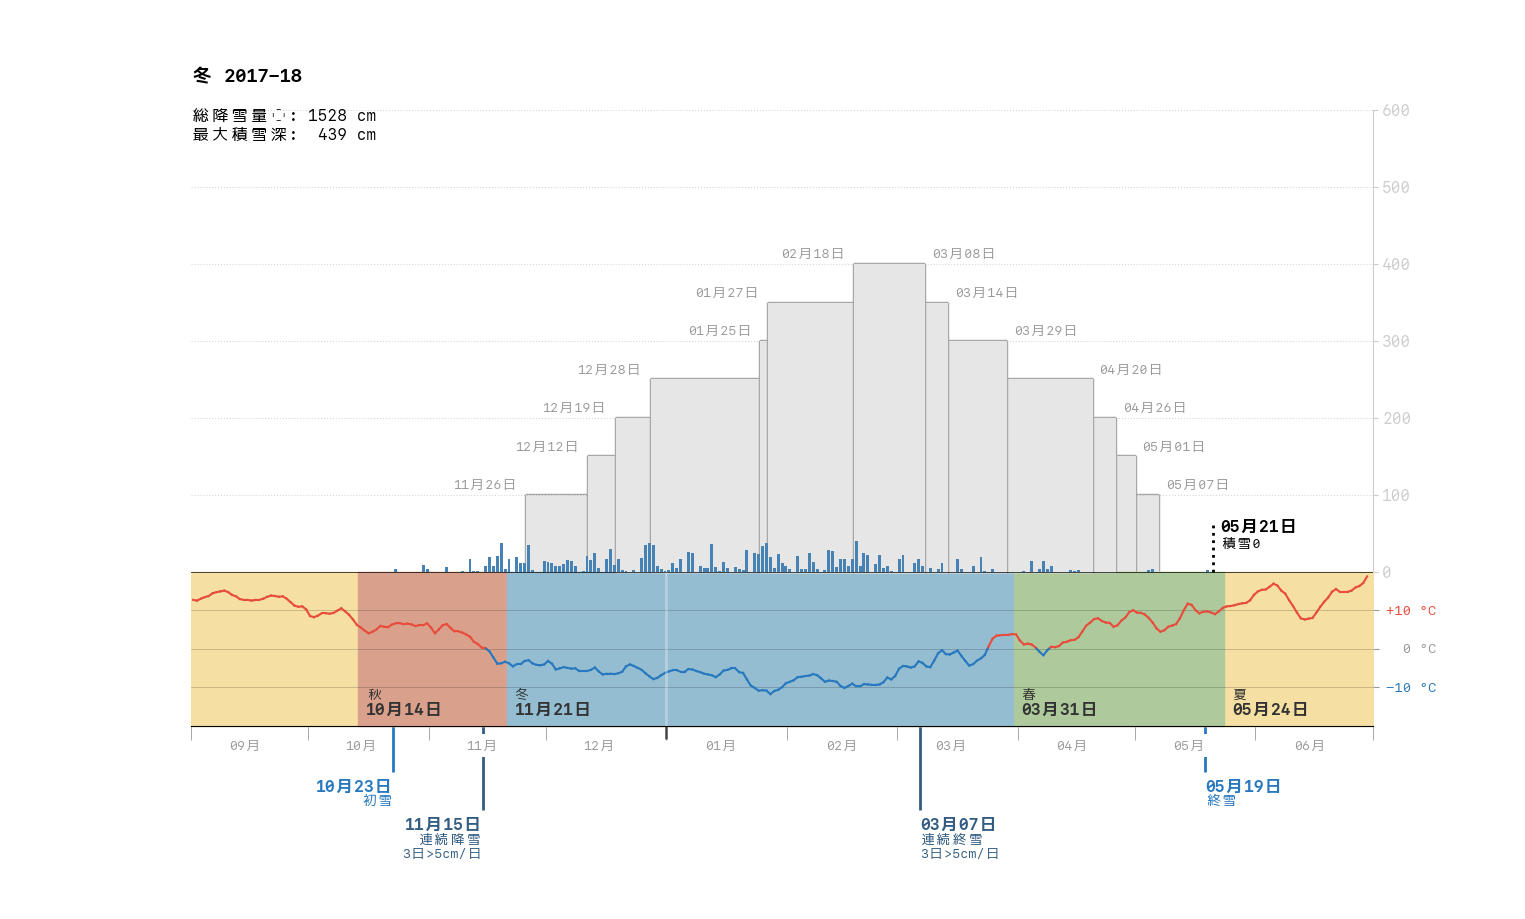 冬 2017–18
総降雪量: 1528 cm
最大積雪深: 439 cm
600
500
400
300
200
100
0
02月18日
03月08日
01月27日
03月14日
01月25日
03月29日
12月28日
04月20日
12月19日
04月26日
12月12日
05月01日
11月26日
05月07日
05月21日
積雪0
+10 °C
0 °C
−10 °C
秋
10月14日
冬
11月21日
春
03月31日
夏
05月24日
09月
10月
11月
12月
01月
02月
03月
04月
05月
06月
10月23日
初雪
11月15日
連続降雪
3日>5cm/日
03月07日
連続終雪
3日>5cm/日
05月19日
終雪